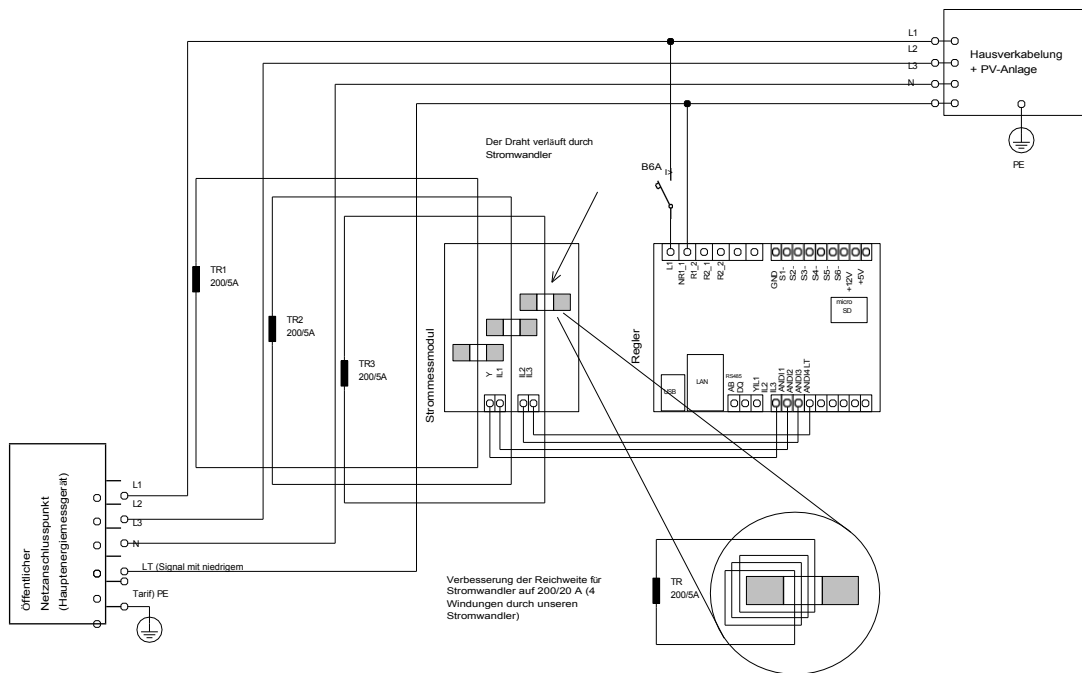 L1
L2
L3
N
Hausverkabelung
+ PV-Anlage
PE
Der Draht verläuft durch
Stromwandler
B6A
I>
TR1
200/5A
TR2
200/5A
TR3
200/5A
Strommessmodul
Y
IL1
IL2
IL3
Regler
L1
NR1_1
R1_2
R2_1
R2_2
GND
S1-
S2-
S3-
S4-
S5-
S6-
+12V
+5V
micro
SD
USB
LAN
RS485
AB
DQ
YIL1
IL2
IL3
ANDI1
ANDI2
ANDI3
ANDI4 LT
Öffentlicher
Netzanschlusspunkt
(Hauptenergiemessgerät)
L1
L2
L3
N
LT (Signal mit niedrigem
Tarif) PE
Verbesserung der Reichweite für
Stromwandler auf 200/20 A (4
Windungen durch unseren
Stromwandler)
TR
200/5A